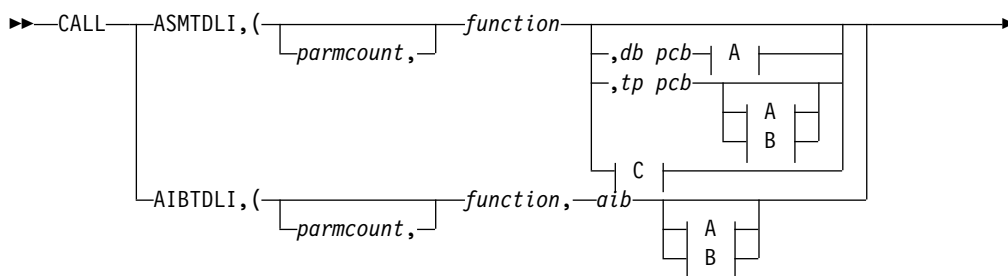 CALL ASMTDLI,( function
parmcount, ,db pcb A
,tp pcb
A
B
C
AIBTDLI,( function, aib
parmcount, A
B